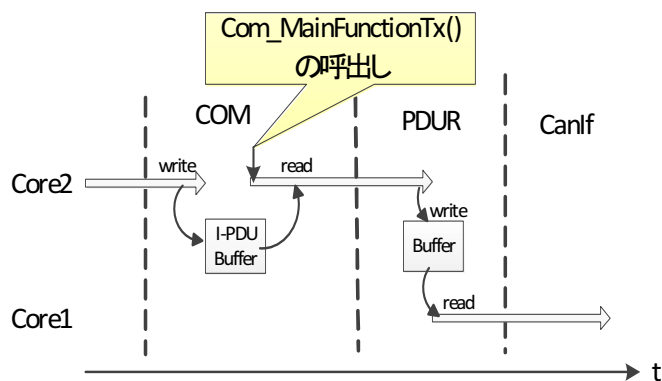 Com_MainFunctionTx()
の呼出し
COM
PDUR
CanIf
Core2
write
read
I-PDU
Buffer
write
Buffer
read
Core1
t